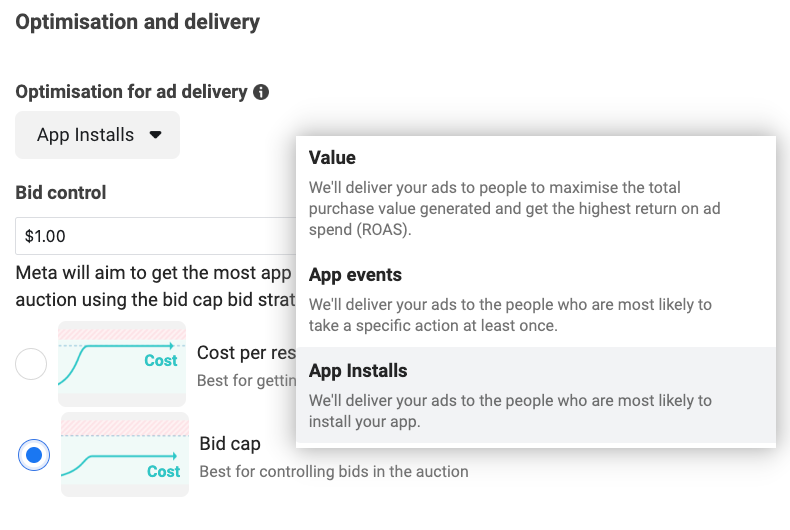 Optimisation and delivery
Optimisation for ad delivery
App Installs
Bid control
$1.00
Meta will aim to get the most app
auction using the bid cap bid strat
Cost
Cost per res
Best for gettin
Cost
Bid cap
Best for controlling bids in the auction
Value
We'll deliver your ads to people to maximise the total
purchase value generated and get the highest return on ad
spend (ROAS).
App events
We'll deliver your ads to the people who are most likely to
take a specific action at least once.
App Installs
We'll deliver your ads to the people who are most likely to
install your app.